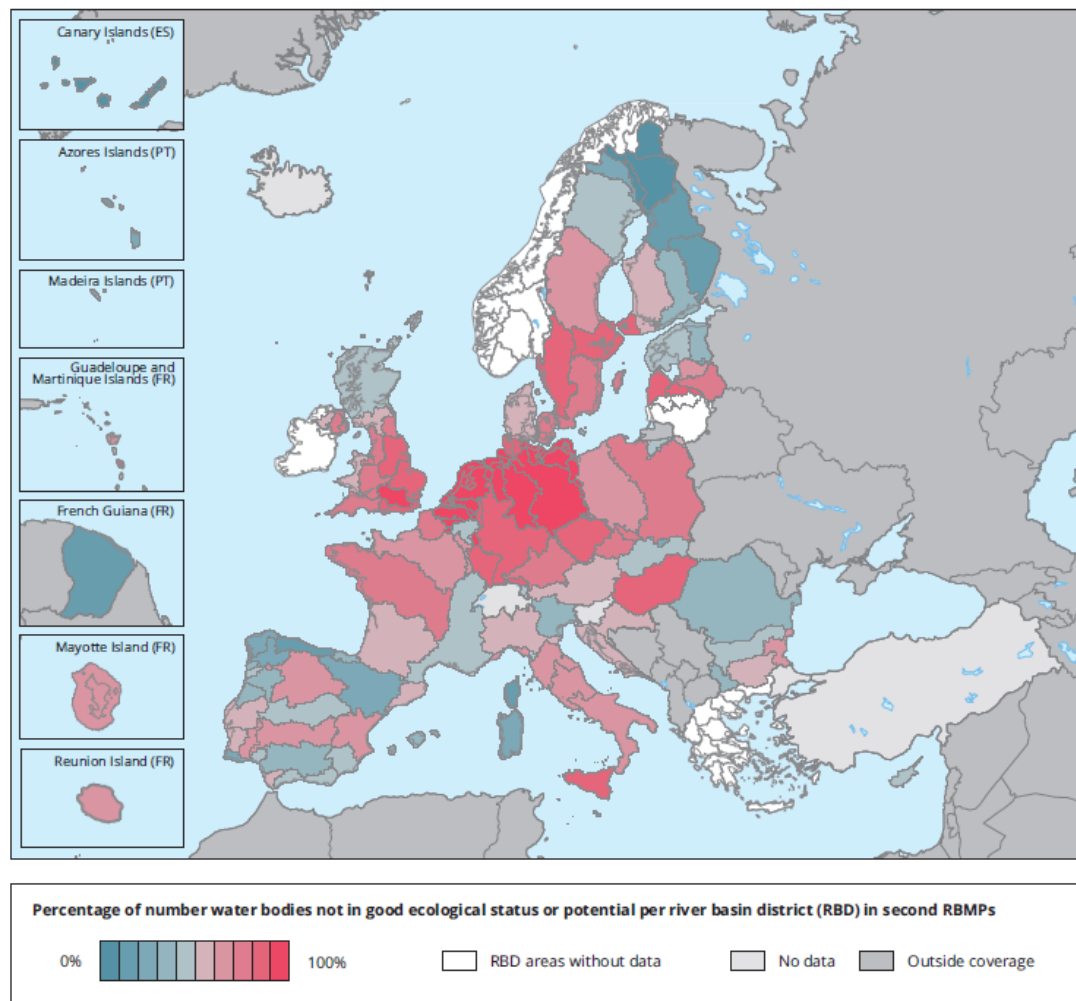 Canary Islands (ES)
Azores Islands (PT)
Madeira Islands (PT)
Guadeloupe and
Martinique Islands (FR)
French Guiana (FR)
Mayotte Island (FR)
Reunion Island (FR)
Percentage of number water bodies not in good ecological status or potential per river basin district (RBD) in second RBMPs
0% 100% RBD areas without data No data Outside coverage